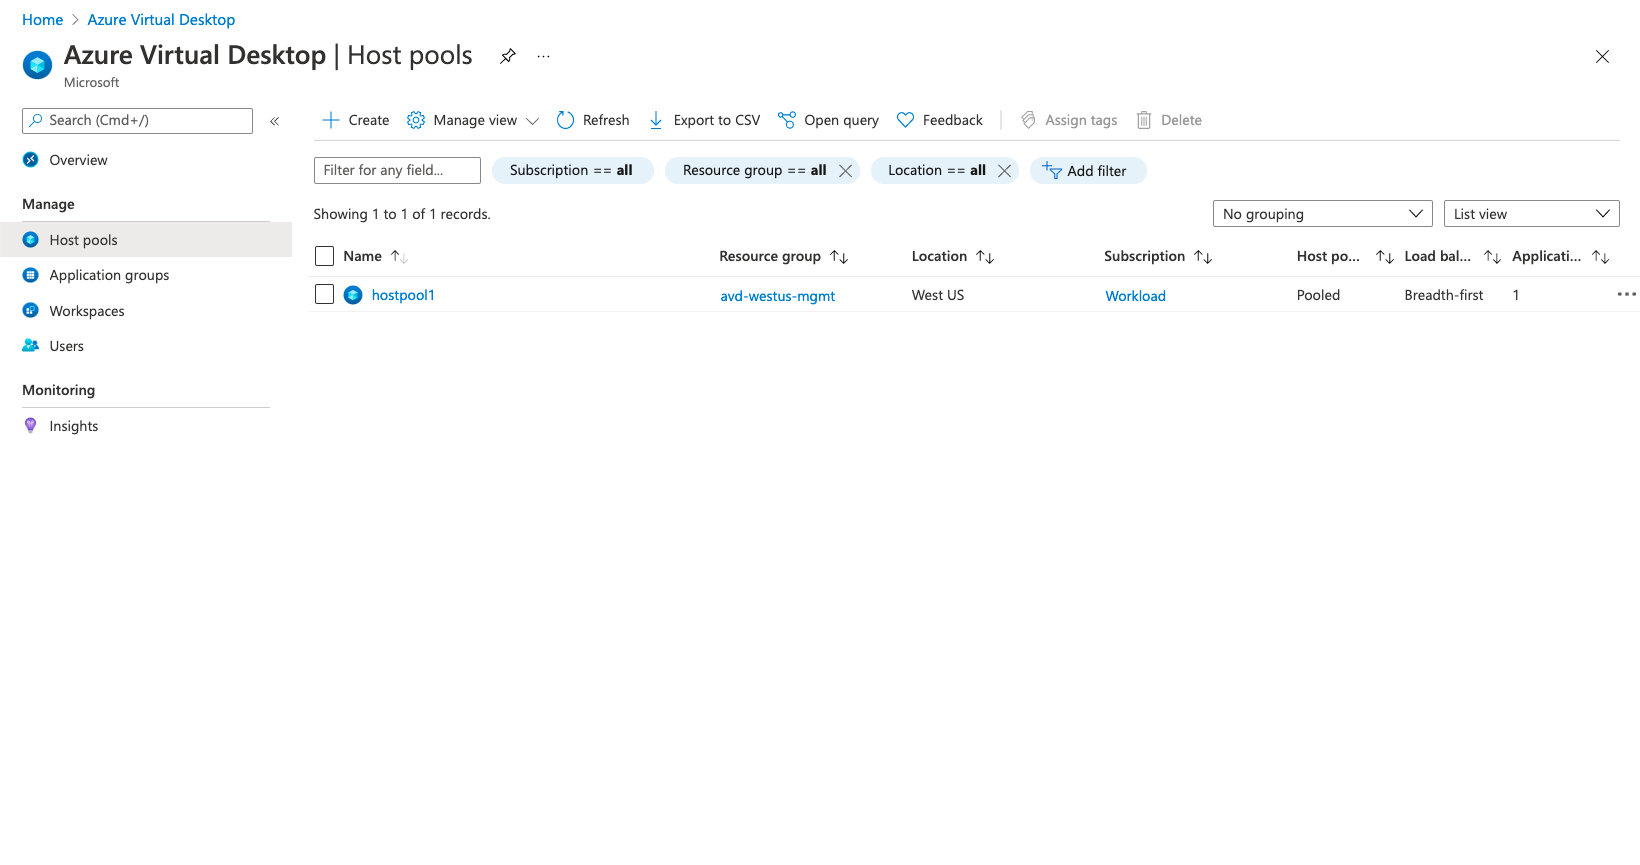 Home > Azure Virtual Desktop
Azure Virtual Desktop | Host pools ...
Microsoft
Search (Cmd+/) «
Overview
Manage
Host pools
Application groups
Workspaces
Users
Monitoring
Insights
Create Manage view Refresh Export to CSV Open query Feedback Assign tags Delete
Filter for any field... Subscription == all Resource group == all Location == all Add filter
Showing 1 to 1 of 1 records. No grouping List view
Name Resource group Location Subscription Host po... Load bal... Applicati...
hostpool1 avd-westus-mgmt West US Workload Pooled Breadth-first 1 ...